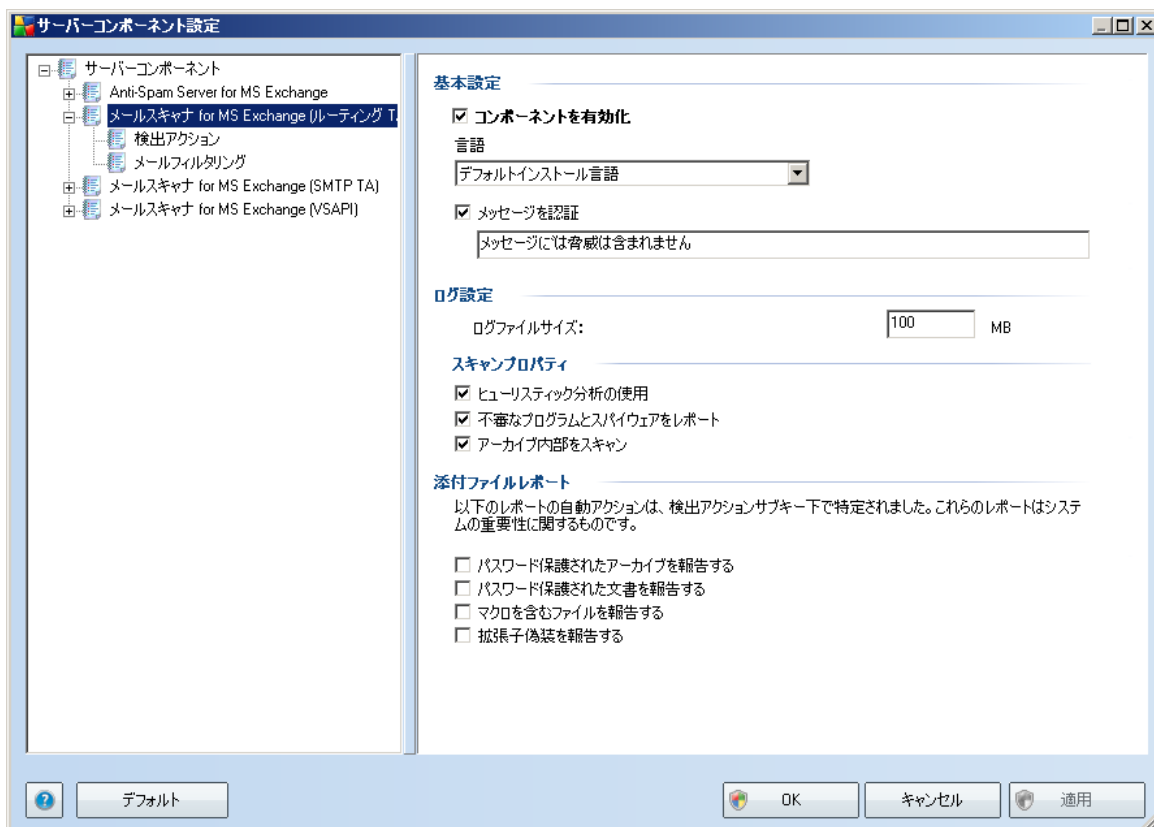 サーバーコンポーネント設定
サーバーコンポーネント
Anti-Spam Server for MS Exchange
メールスキャナ for MS Exchange (ルーティング T.
検出アクション
メールフィルタリング
メールスキャナ for MS Exchange (SMTP TA)
メールスキャナ for MS Exchange (VSAPI)
基本設定
コンポーネントを有効化
言語
デフォルトインストール言語
メッセージを認証
メッセージには脅威は含まれません
ログ設定
ログファイルサイズ:
100
MB
スキャンプロパティ
ヒューリスティック分析の使用
不審なプログラムとスパイウェアをレポート
アーカイブ内部をスキャン
添付ファイルレポート
以下のレポートの自動アクションは、検出アクションサブキー下で特定されました。これらのレポートはシステ
ムの重要性に関するものです。
パスワード保護されたアーカイブを報告する
パスワード保護された文書を報告する
マクロを含むファイルを報告する
拡張子偽装を報告する
?
デフォルト
OK
キャンセル
適用